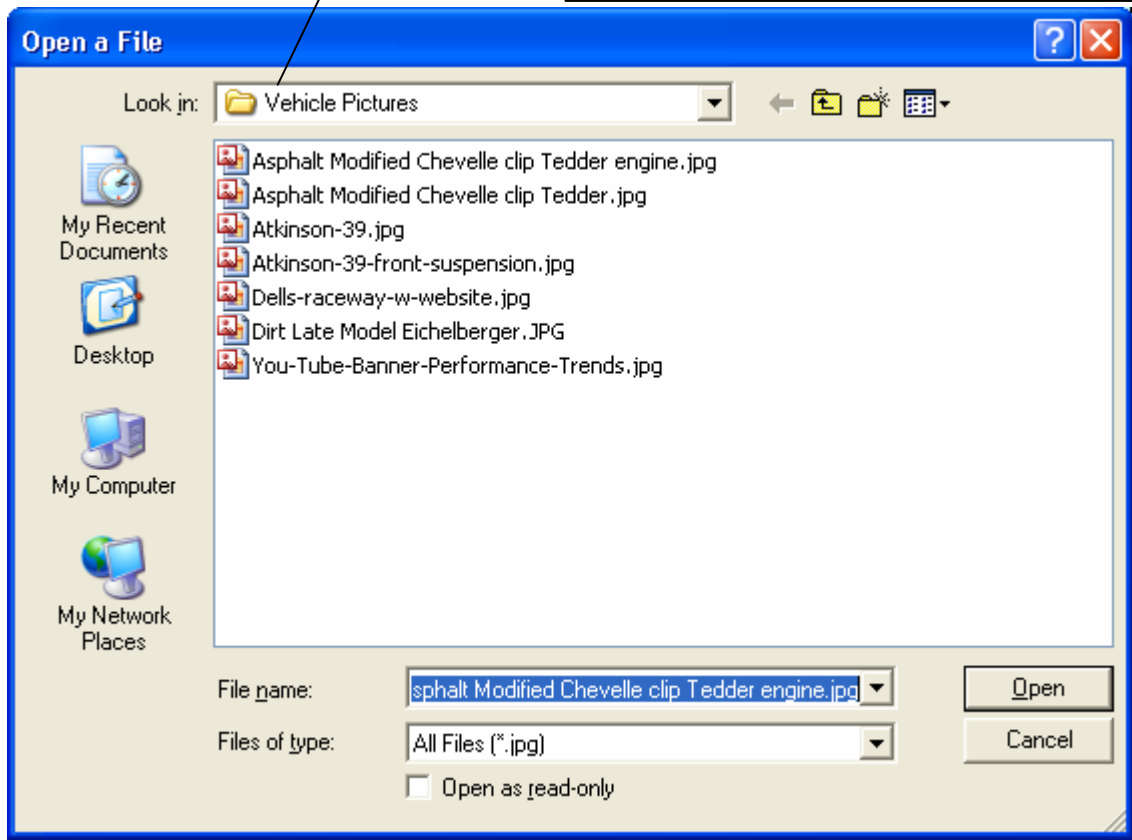 Open a File
Look in:
Vehicle Pictures
My Recent
Documents
Desktop
My Computer
My Network
Places
Asphalt Modified Chevelle clip Tedder engine.jpg
Asphalt Modified Chevelle clip Tedder.jpg
Atkinson-39.jpg
Atkinson-39-front-suspension.jpg
Dells-raceway-w-website.jpg
Dirt Late Model Eichelberger.JPG
You-Tube-Banner-Performance-Trends.jpg
File name:
sphalt Modified Chevelle clip Tedder engine.jpg
Open
Files of type:
All Files (*.jpg)
Cancel
Open as read-only